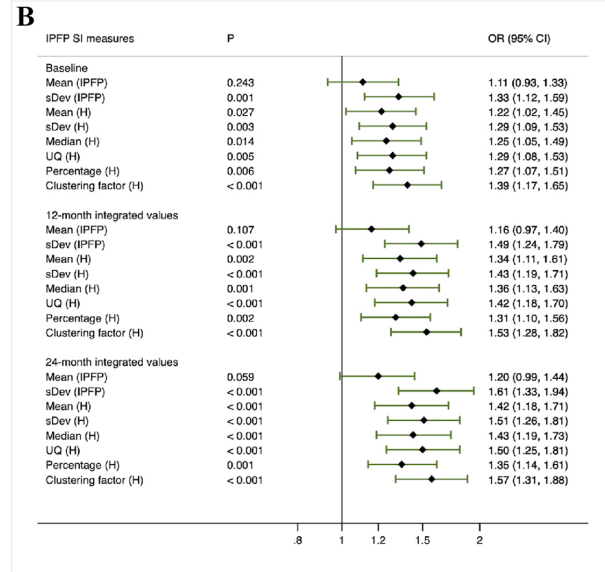 B
IPFP SI measures P OR (95% CI)
Baseline
Mean (IPFP) 0.243 1.11 (0.93, 1.33)
sDev (IPFP) 0.001 1.33 (1.12, 1.59)
Mean (H) 0.027 1.22 (1.02, 1.45)
sDev (H) 0.003 1.29 (1.09, 1.53)
Median (H) 0.014 1.25 (1.05, 1.49)
UQ (H) 0.005 1.29 (1.08, 1.53)
Percentage (H) 0.006 1.27 (1.07, 1.51)
Clustering factor (H) < 0.001 1.39 (1.17, 1.65)
12-month integrated values
Mean (IPFP) 0.107 1.16 (0.97, 1.40)
sDev (IPFP) < 0.001 1.49 (1.24, 1.79)
Mean (H) 0.002 1.34 (1.11, 1.61)
sDev (H) < 0.001 1.43 (1.19, 1.71)
Median (H) 0.001 1.36 (1.13, 1.63)
UQ (H) < 0.001 1.42 (1.18, 1.70)
Percentage (H) 0.002 1.31 (1.10, 1.56)
Clustering factor (H) < 0.001 1.53 (1.28, 1.82)
24-month integrated values
Mean (IPFP) 0.059 1.20 (0.99, 1.44)
sDev (IPFP) < 0.001 1.61 (1.33, 1.94)
Mean (H) < 0.001 1.42 (1.18, 1.71)
sDev (H) < 0.001 1.51 (1.26, 1.81)
Median (H) < 0.001 1.43 (1.19, 1.73)
UQ (H) < 0.001 1.50 (1.25, 1.81)
Percentage (H) 0.001 1.35 (1.14, 1.61)
Clustering factor (H) < 0.001 1.57 (1.31, 1.88)
.8 1 1.2 1.5 2